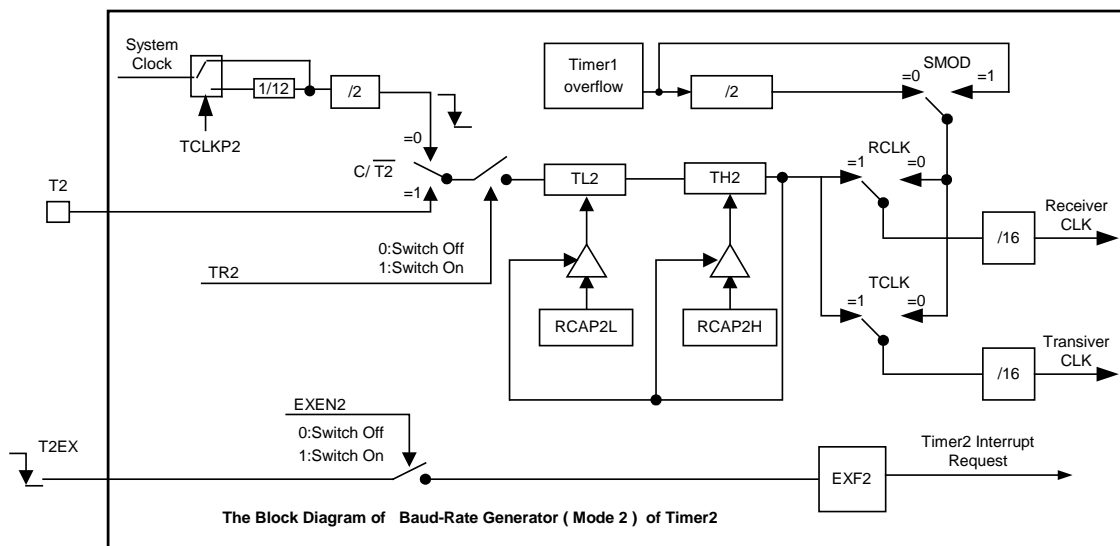 System
Clock
1/12
/2
TCLKP2
Timer1
overflow
/2
SMOD
=0
=1
=0
C/T2
=1
T2
TL2
TH2
RCLK
=1
=0
/16
Receiver
CLK
TR2
0:Switch Off
1:Switch On
RCAP2L
RCAP2H
TCLK
=1
=0
/16
Transiver
CLK
EXEN2
0:Switch Off
1:Switch On
T2EX
EXF2
Timer2 Interrupt
Request
The Block Diagram of Baud-Rate Generator ( Mode 2 ) of Timer2